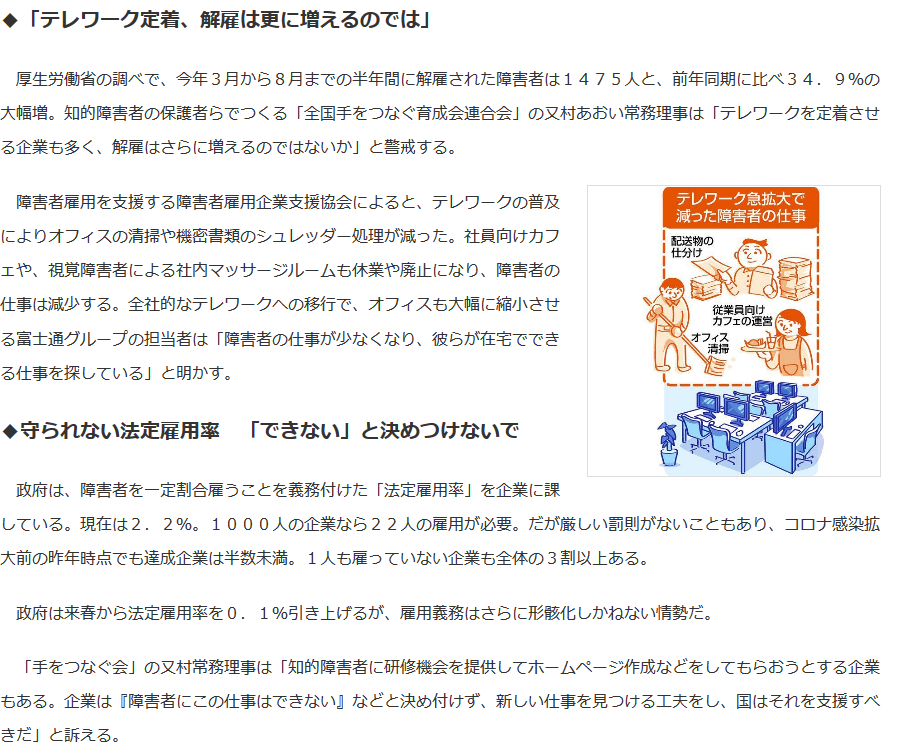 ◆「テレワーク定着、解雇は更に増えるのでは」
　厚生労働省の調べで、今年３月から８月までの半年間に解雇された障害者は１４７５人と、前年同期に比べ３４．９％の
大幅増。知的障害者の保護者らでつくる「全国手をつなぐ育成会連合会」の又村あおい常務理事は「テレワークを定着させ
る企業も多く、解雇はさらに増えるのではないか」と警戒する。
　障害者雇用を支援する障害者雇用企業支援協会によると、テレワークの普及
によりオフィスの清掃や機密書類のシュレッダー処理が減った。社員向けカフ
ェや、視覚障害者による社内マッサージルームも休業や廃止になり、障害者の
仕事は減少する。全社的なテレワークへの移行で、オフィスも大幅に縮小させ
る富士通グループの担当者は「障害者の仕事が少なくなり、彼らが在宅ででき
る仕事を探している」と明かす。
テレワーク急拡大で
減った障害者の仕事
配送物の
仕分け
従業員向け
カフェの運営
オフィス
清掃
◆守られない法定雇用率　「できない」と決めつけないで
　政府は、障害者を一定割合雇うことを義務付けた「法定雇用率」を企業に課
している。現在は２．２％。１０００人の企業なら２２人の雇用が必要。だが厳しい罰則がないこともあり、コロナ感染拡
大前の昨年時点でも達成企業は半数未満。１人も雇っていない企業も全体の３割以上ある。
　政府は来春から法定雇用率を０．１％引き上げるが、雇用義務はさらに形骸化しかねない情勢だ。
　「手をつなぐ会」の又村常務理事は「知的障害者に研修機会を提供してホームページ作成などをしてもらおうとする企業
もある。企業は『障害者にこの仕事はできない』などと決め付けず、新しい仕事を見つける工夫をし、国はそれを支援すべ
きだ」と訴える。